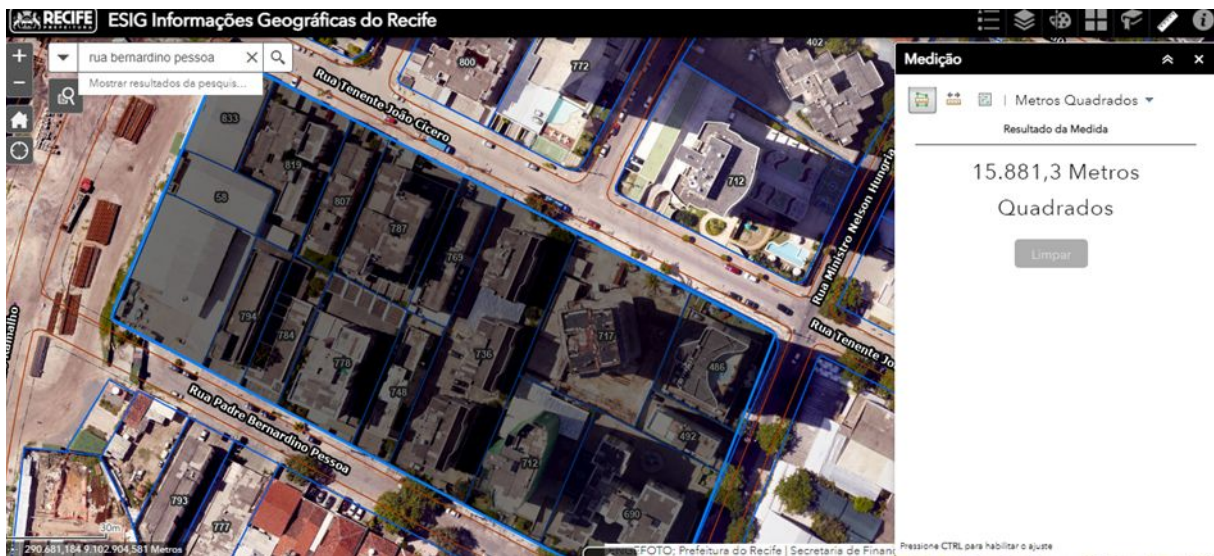 RECIFE
PREFEITURA
ESIG Informações Geográficas do Recife
rua bernardino pessoa
Mostrar resultados da pesquis...
Medição
Metros Quadrados
Resultado da Medida
15.881,3 Metros
Quadrados
Limpar
Pressione CTRL para habilitar o ajuste
Rua Tenente João Cícero
Rua Ministro Nelson Hungria
Rua Tenente Jo
Rua Padre Bernardino Pessoa
Ramalho
402
800
772
712
833
819
807
787
769
58
794
784
778
748
736
717
486
492
712
690
793
777
30m
290.681,184 9.102.904,581 Metros
FOTO; Prefeitura do Recife | Secretaria de Finanç